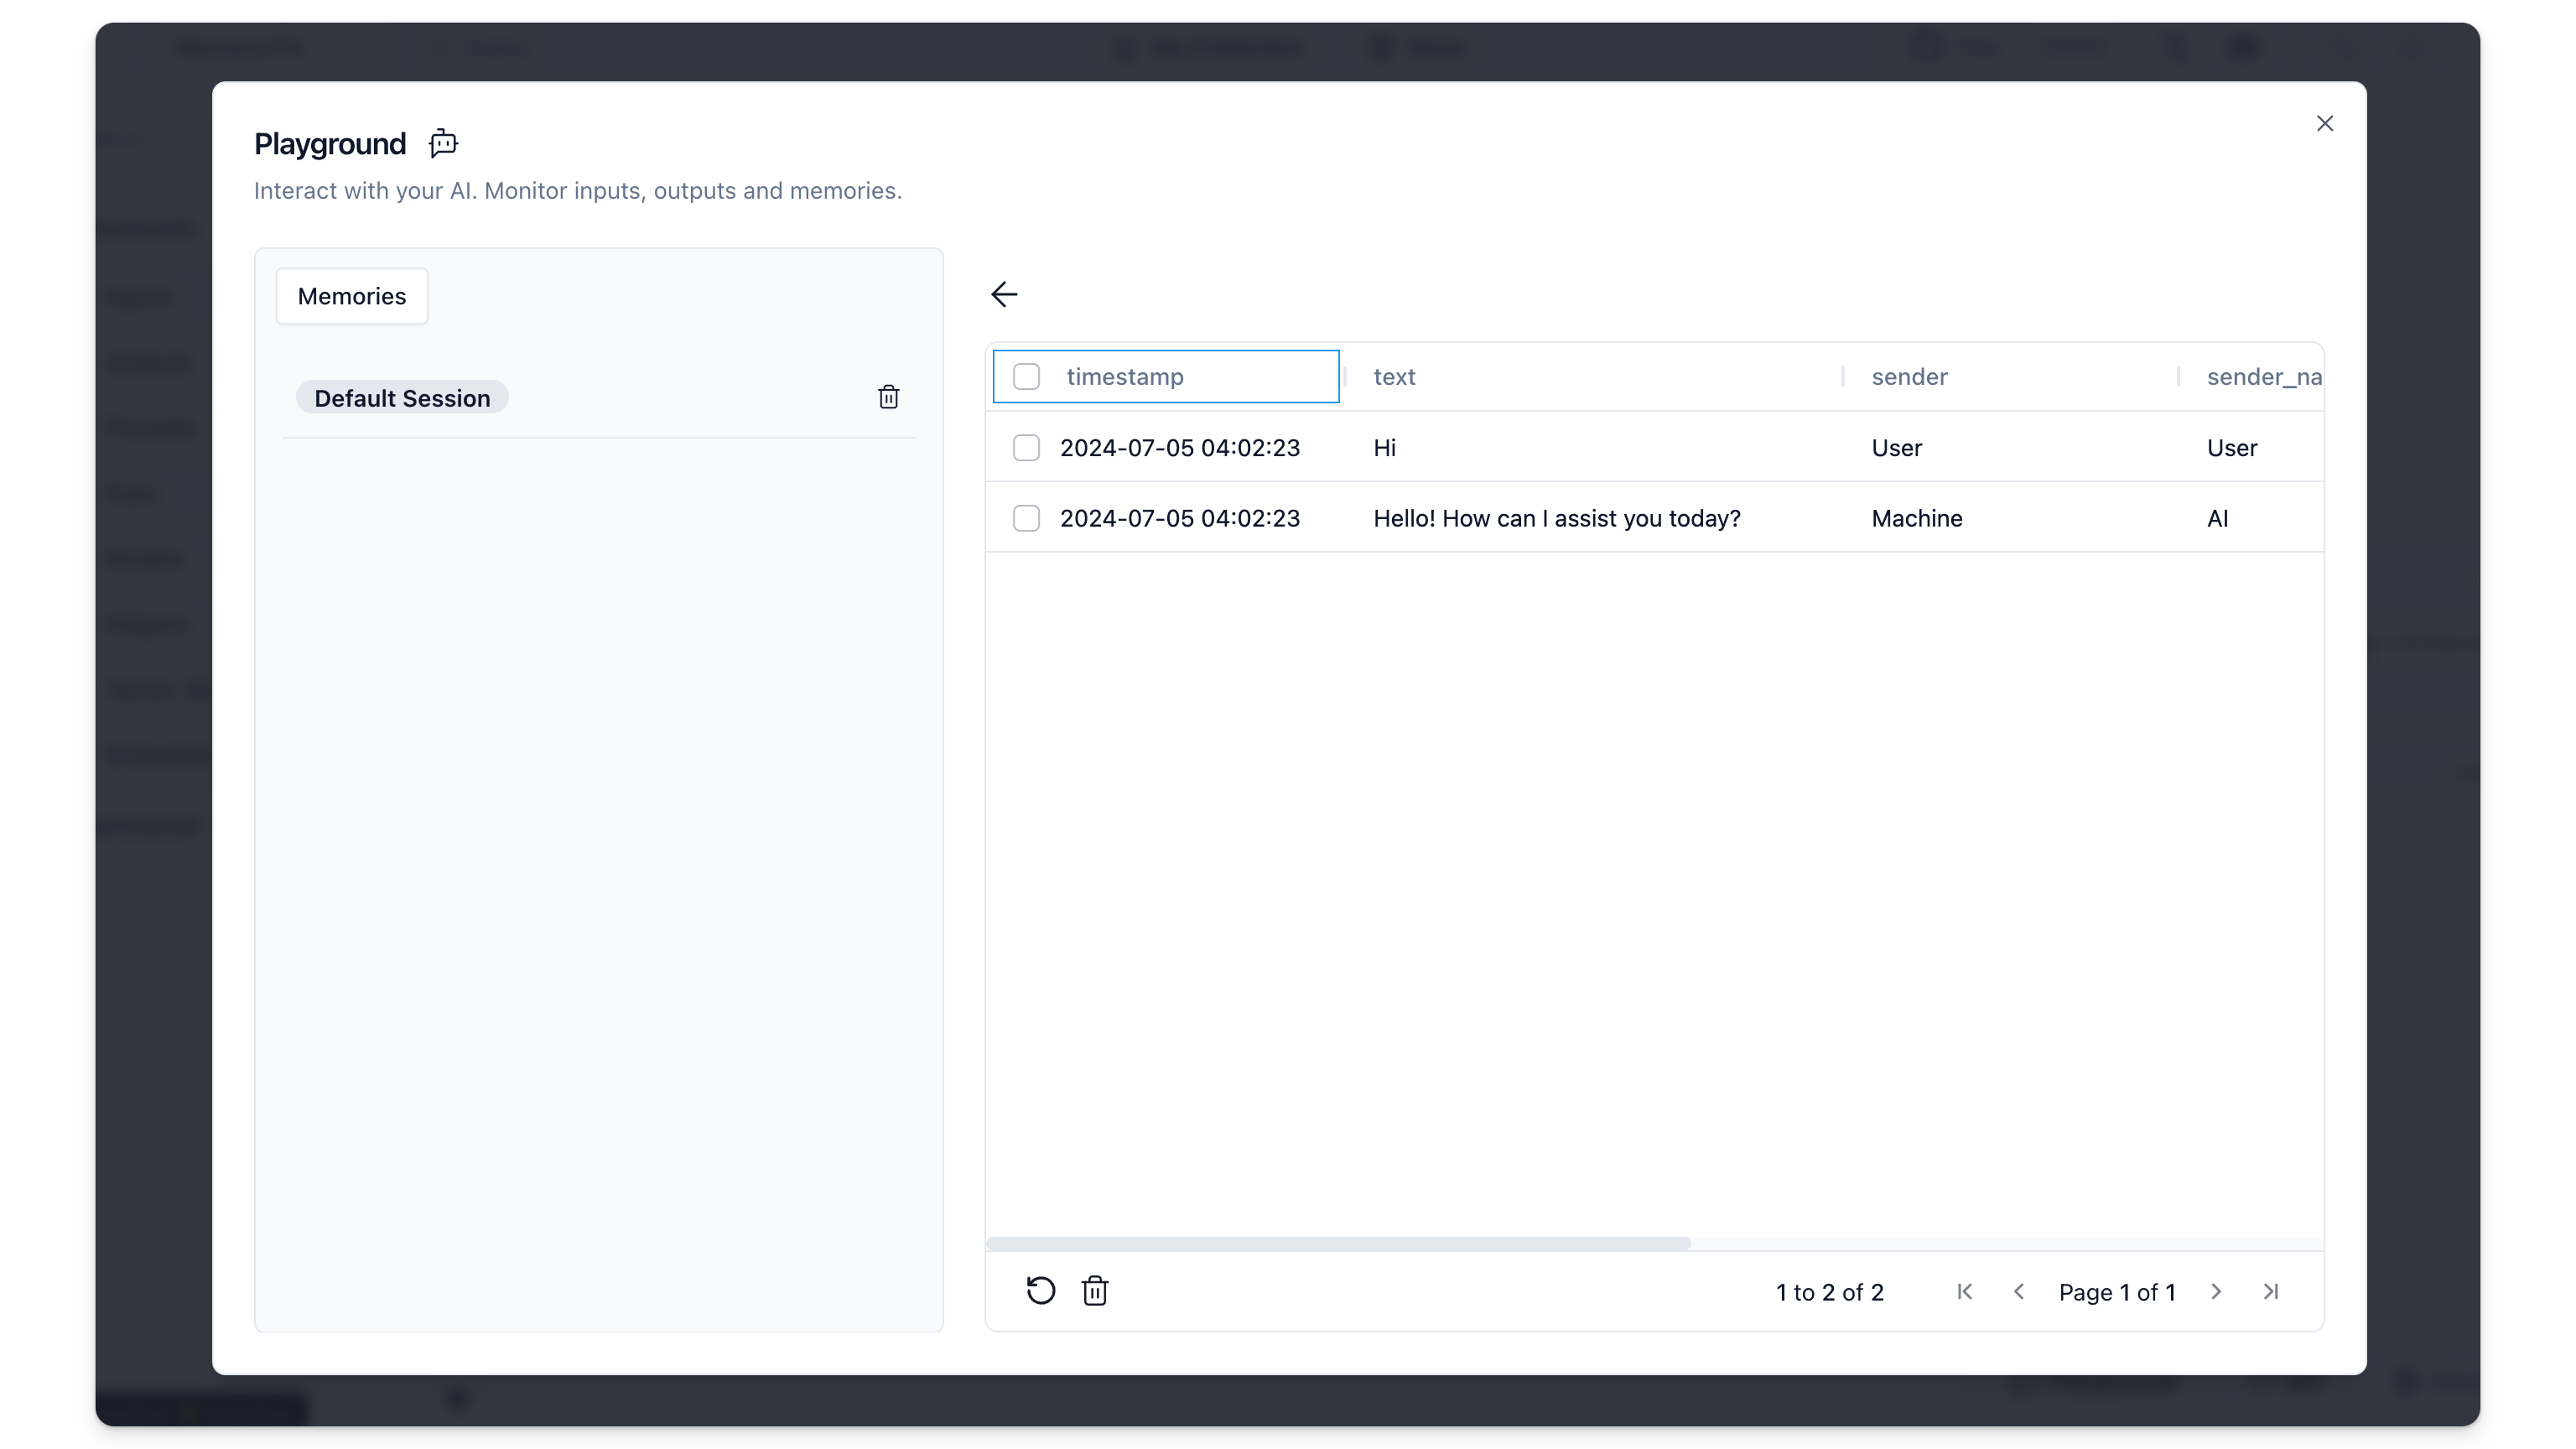 Playground
Interact with your AI. Monitor inputs, outputs and memories.
Memories
Default Session
timestamp text sender sender_na
2024-07-05 04:02:23 Hi User User
2024-07-05 04:02:23 Hello! How can I assist you today? Machine AI
1 to 2 of 2 Page 1 of 1